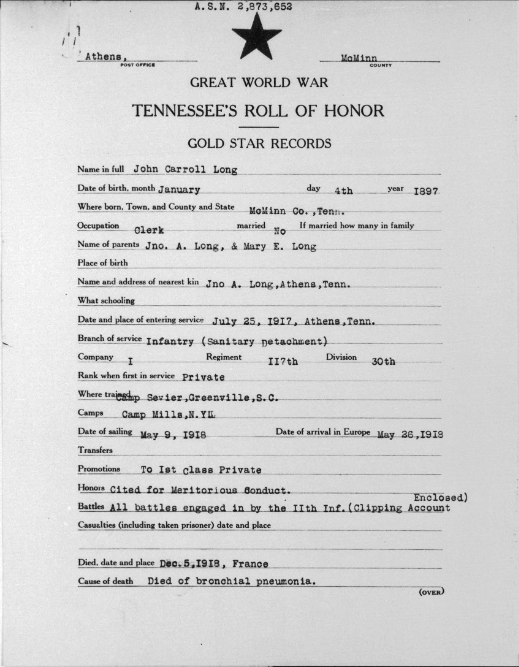 A.S.N. 2,873,652
Athens, McMinn
POST OFFICE COUNTY
GREAT WORLD WAR
TENNESSEE'S ROLL OF HONOR
GOLD STAR RECORDS
Name in full John Carroll Long
Date of birth, month January day 4th year 1897
Where born, Town, and County and State McMinn Co.,Tenn.
Occupation Clerk married No If married how many in family
Name of parents Jno. A. Long, & Mary E. Long
Place of birth
Name and address of nearest kin Jno A. Long,Athens,Tenn.
What schooling
Date and place of entering service July 25, I9I7, Athens,Tenn.
Branch of service Infantry (Sanitary Detachment)
Company I Regiment II7th Division 30th
Rank when first in service Private
Where trained Camp Sevier,Greenville,S.C.
Camps Camp Mills,N.Y.
Date of sailing May 9, I9I8 Date of arrival in Europe May 26,I9I8
Transfers
Promotions To Ist class Private
Honors Cited for Meritorious Conduct.
Enclosed)
Battles All battles engaged in by the IIth Inf.(Clipping Account
Casualties (including taken prisoner) date and place
Died, date and place Dec.5,I9I8, France
Cause of death Died of bronchial pneumonia.
(OVER)